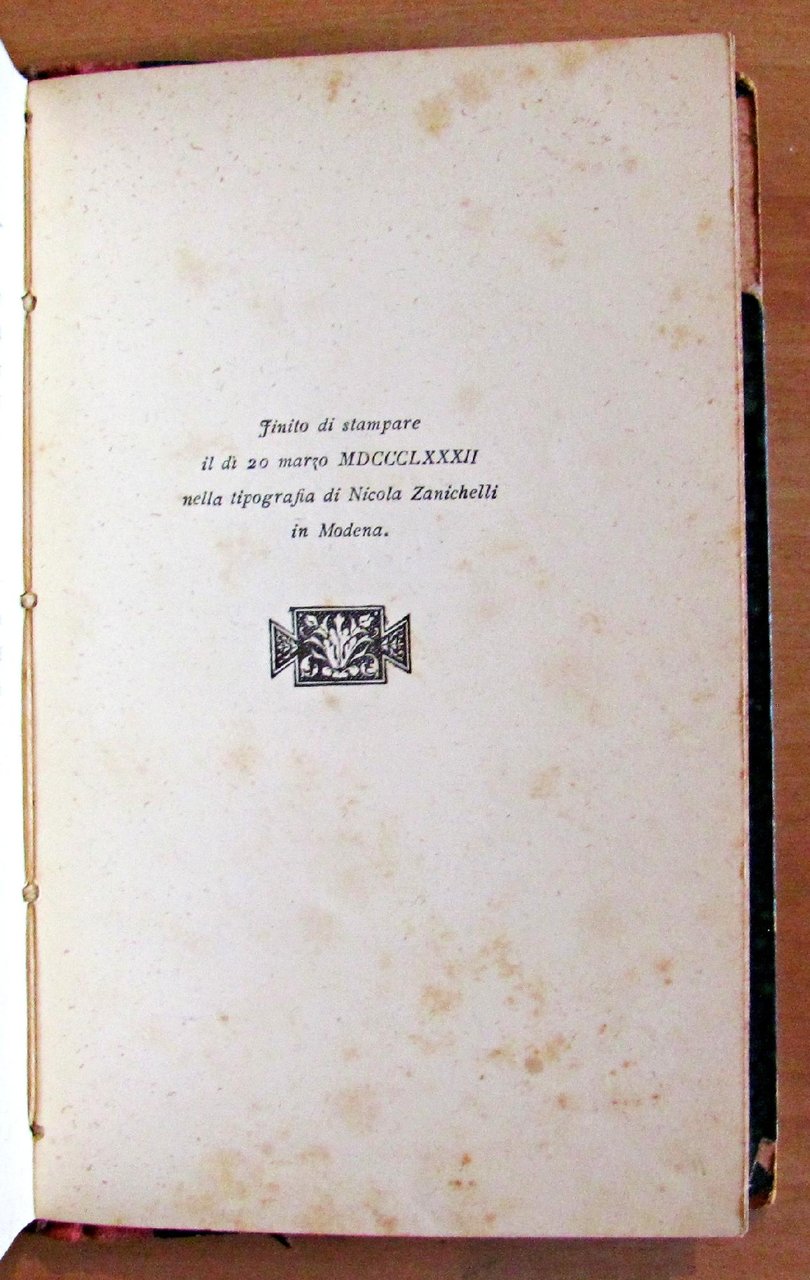 Finito di stampare
il dì 20 marzo MDCCCLXXXII
nella tipografia di Nicola Zanichelli
in Modena.